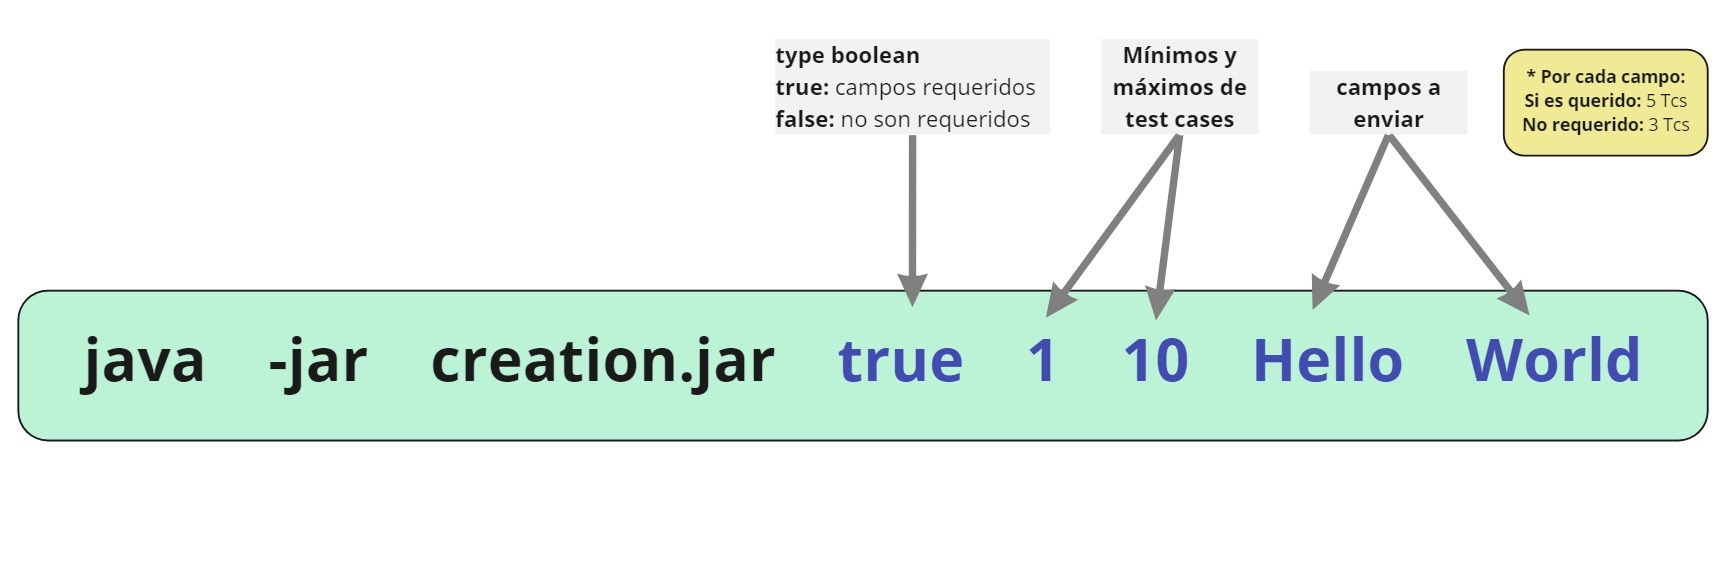 type boolean
true: campos requeridos
false: no son requeridos
Mínimos y
máximos de
test cases
campos a
enviar
* Por cada campo:
Si es querido: 5 Tcs
No requerido: 3 Tcs
java -jar creation.jar true 1 10 Hello World